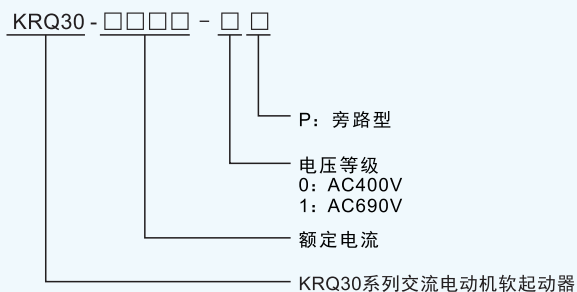 KRQ30-□□□□-□□
P：旁路型
电压等级
0：AC400V
1：AC690V
额定电流
KRQ30系列交流电动机软起动器